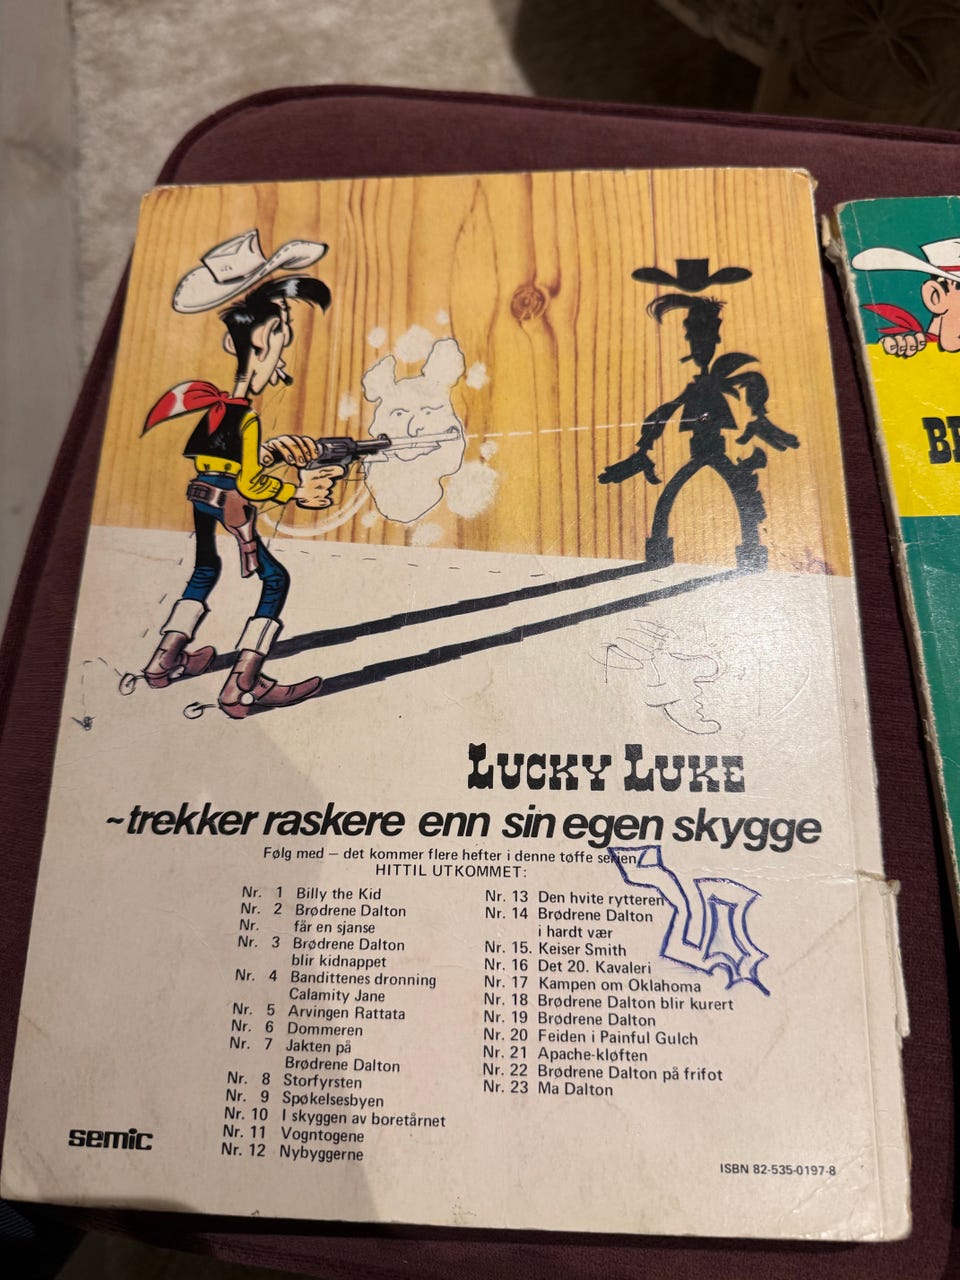 LUCKY LUKE
~trekker raskere enn sin egen skygge
Følg med – det kommer flere hefter i denne tøffe serien
HITTIL UTKOMMET:
Nr. 1 Billy the Kid
Nr. 2 Brødrene Dalton
Nr. får en sjanse
Nr. 3 Brødrene Dalton
blir kidnappet
Nr. 4 Bandittenes dronning
Calamity Jane
Nr. 5 Arvingen Rattata
Nr. 6 Dommeren
Nr. 7 Jakten på
Brødrene Dalton
Nr. 8 Storfyrsten
Nr. 9 Spøkelsesbyen
Nr. 10 I skyggen av boretårnet
Nr. 11 Vogntogene
Nr. 12 Nybyggerne
Nr. 13 Den hvite rytteren
Nr. 14 Brødrene Dalton
i hardt vær
Nr. 15. Keiser Smith
Nr. 16 Det 20. Kavaleri
Nr. 17 Kampen om Oklahoma
Nr. 18 Brødrene Dalton blir kurert
Nr. 19 Brødrene Dalton
Nr. 20 Feiden i Painful Gulch
Nr. 21 Apache-kløften
Nr. 22 Brødrene Dalton på frifot
Nr. 23 Ma Dalton
semic
ISBN 82-535-0197-8